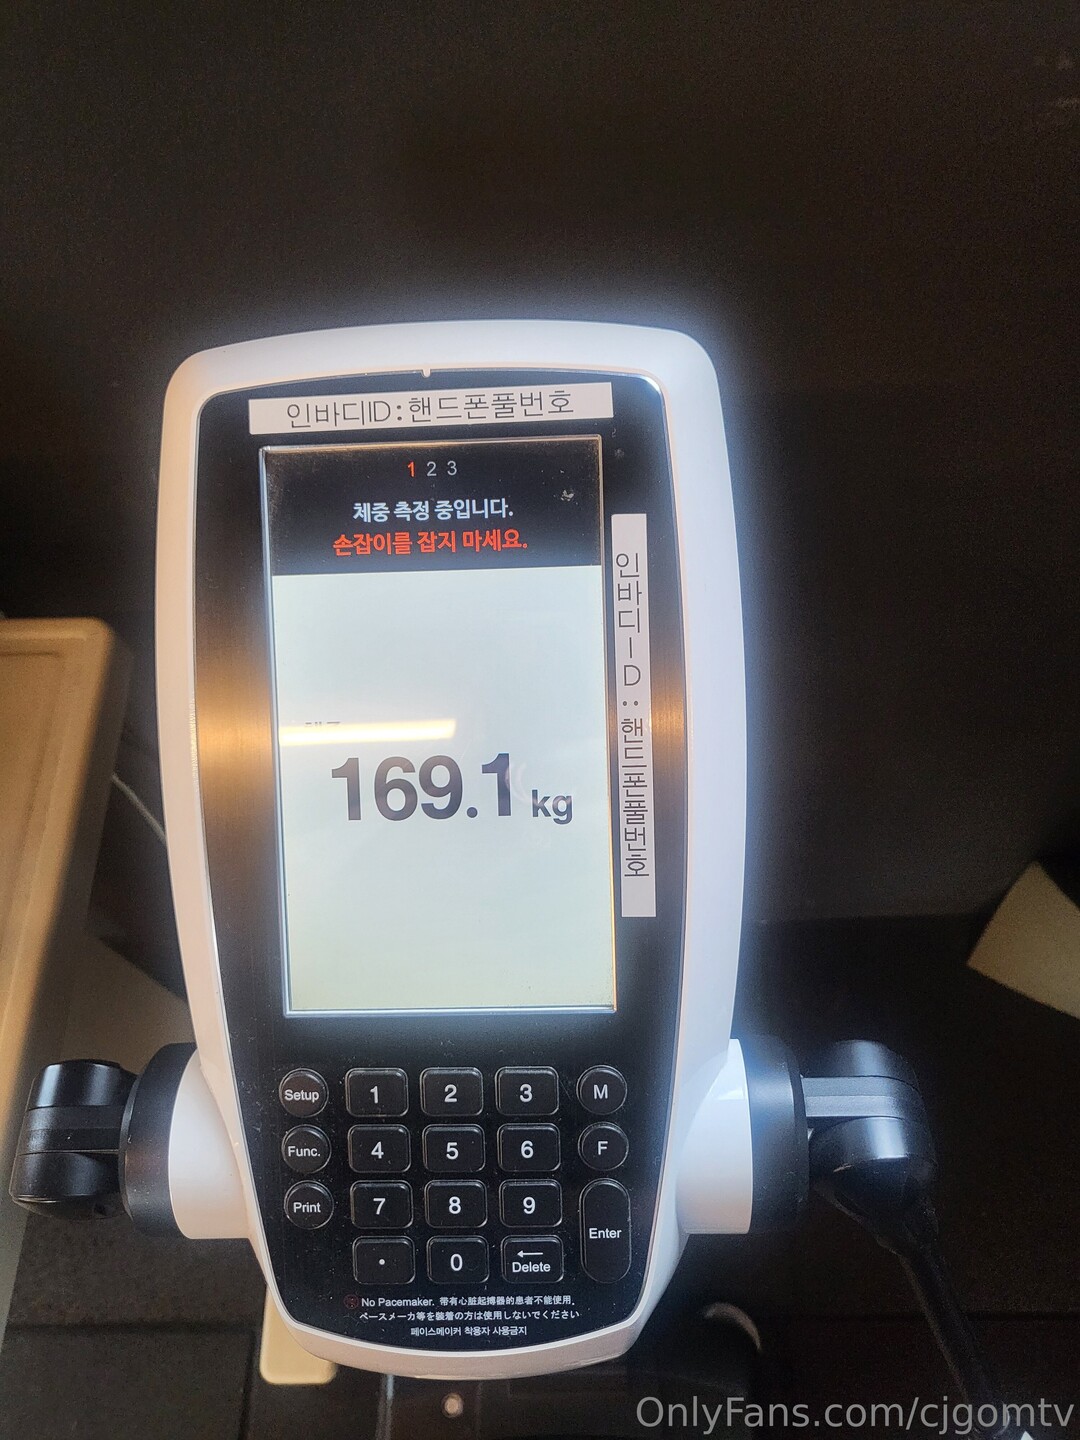 인바디ID:핸드폰풀번호
1 2 3
체중 측정 중입니다.
손잡이를 잡지 마세요.
인바디ID:핸드폰풀번호
169.1 kg
Setup 1 2 3 M
Func. 4 5 6 F
Print 7 8 9
. 0 Delete Enter
No Pacemaker. 带有心脏起搏器的患者不能使用.
ペースメーカ等を装着の方は使用しないでください
페이스메이커 착용자 사용금지
OnlyFans.com/cjgomtv